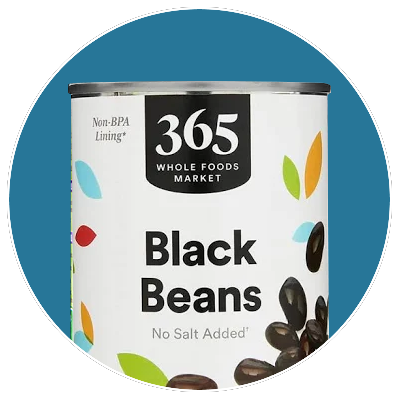 Non-BPA
Lining*
365
WHOLE FOODS
MARKET
Black
Beans
No Salt Added†